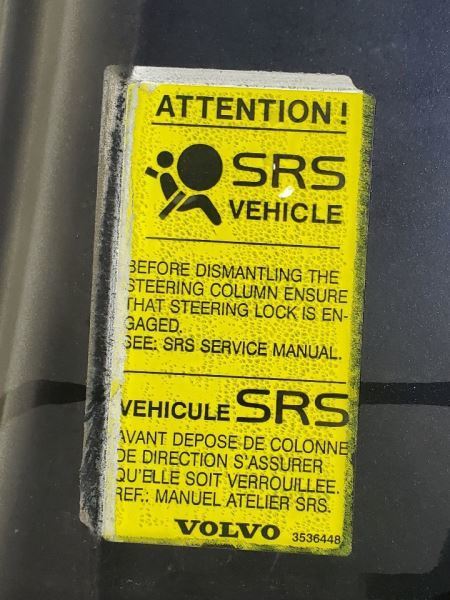 ATTENTION!
SRS
VEHICLE
BEFORE DISMANTLING THE
STEERING COLUMN ENSURE
THAT STEERING LOCK IS EN-
GAGED.
SEE: SRS SERVICE MANUAL.
VEHICULE SRS
AVANT DEPOSE DE COLONNE
DE DIRECTION S'ASSURER
QU'ELLE SOIT VERROUILLEE.
REF.: MANUEL ATELIER SRS.
VOLVO 3536448